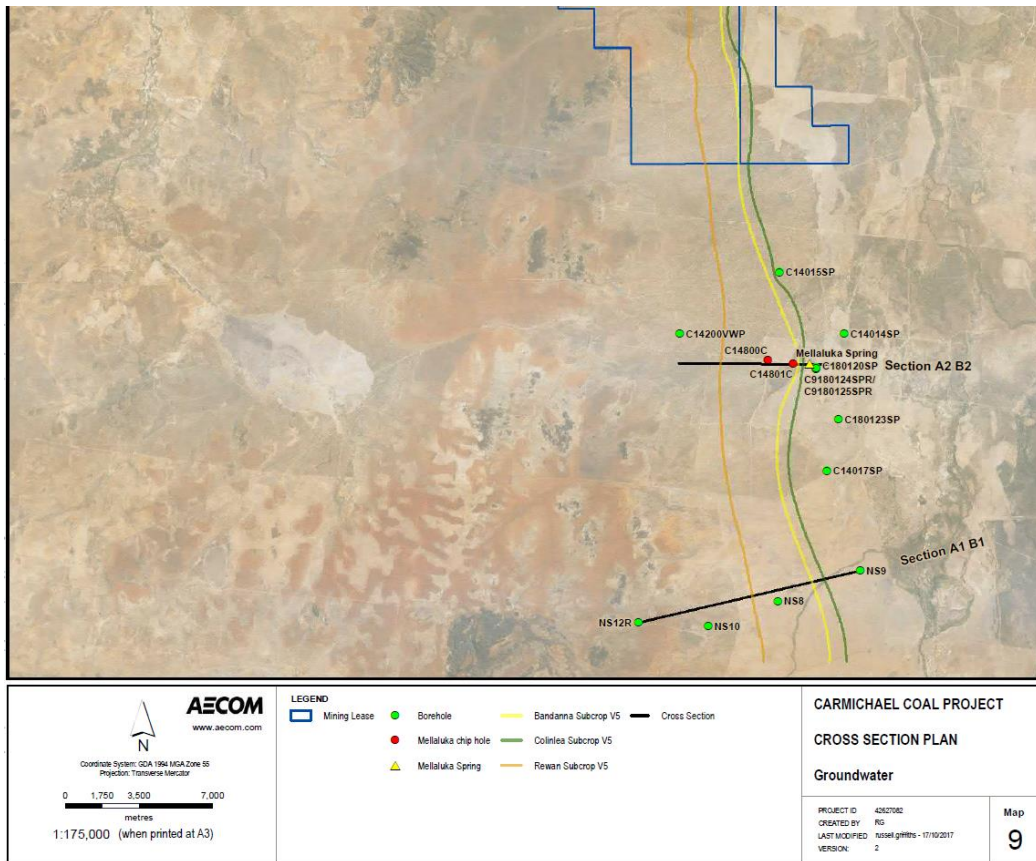 C14015SP
C14200VWP
C14014SP
C14800C
Mellaluka Spring
C180120SP
Section A2 B2
C14801C
C9180124SPR/
C9180125SPR
C180123SP
C14017SP
Section A1 B1
NS9
NS8
NS12R
NS10
AECOM
www.aecom.com
N
Coordinate System: GDA 1994 MGA Zone 55
Projection: Transverse Mercator
0 1,750 3,500 7,000
metres
1:175,000 (when printed at A3)
LEGEND
Mining Lease
Borehole
Bandanna Subcrop V5
Cross Section
Mellaluka chip hole
Colinlea Subcrop V5
Mellaluka Spring
Rewan Subcrop V5
CARMICHAEL COAL PROJECT
CROSS SECTION PLAN
Groundwater
PROJECT ID 42627082
CREATED BY RG
LAST MODIFIED russell.griffiths - 17/10/2017
VERSION: 2
Map
9